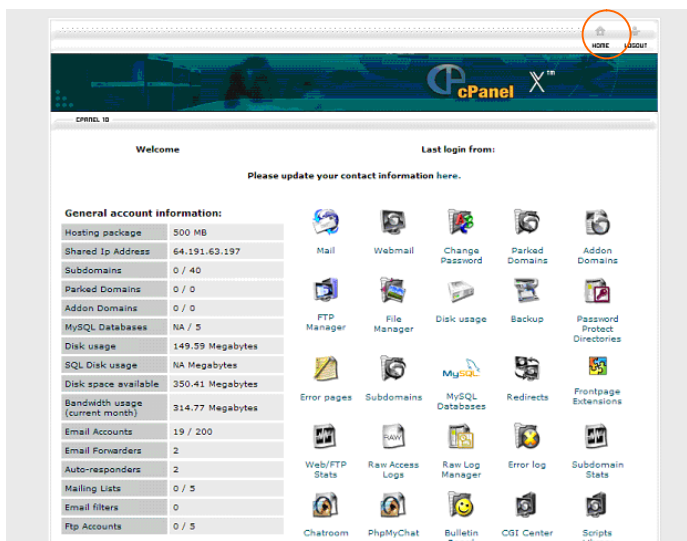 HOME LOGOUT
cPanel X™
CPANEL 10
Welcome Last login from:
Please update your contact information here.
General account information:
Hosting package 500 MB
Shared Ip Address 64.191.63.197
Subdomains 0 / 40
Parked Domains 0 / 0
Addon Domains 0 / 0
MySQL Databases NA / 5
Disk usage 149.59 Megabytes
SQL Disk usage NA Megabytes
Disk space available 350.41 Megabytes
Bandwidth usage
(current month) 314.77 Megabytes
Email Accounts 19 / 200
Email Forwarders 2
Auto-responders 2
Mailing Lists 0 / 5
Email filters 0
Ftp Accounts 0 / 5
Mail Webmail Change Parked Addon
Password Domains Domains
FTP File Disk usage Backup Password
Manager Manager Protect
Directories
MySQL
Error pages Subdomains MySQL Redirects Frontpage
Databases Extensions
RAW
Web/FTP Raw Access Raw Log Error log Subdomain
Stats Logs Manager Stats
Chatroom PhpMyChat Bulletin CGI Center Scripts